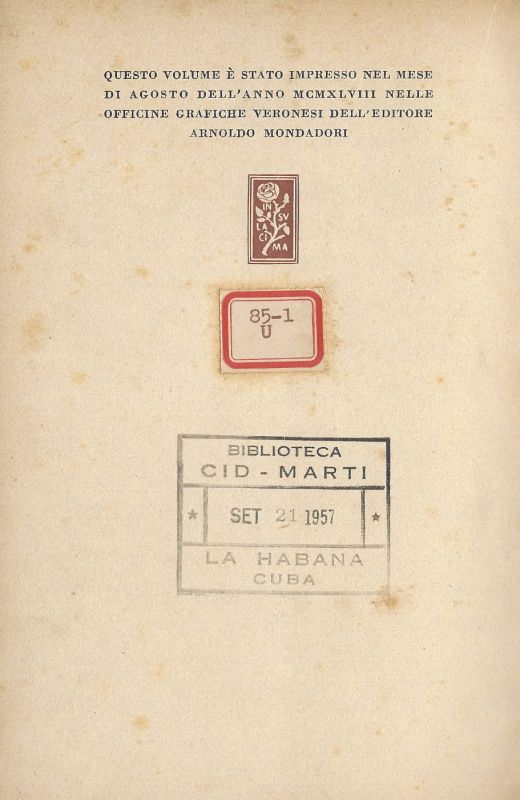 QUESTO VOLUME È STATO IMPRESSO NEL MESE
DI AGOSTO DELL'ANNO MCMXLVIII NELLE
OFFICINE GRAFICHE VERONESI DELL'EDITORE
ARNOLDO MONDADORI
IN SV
LA
CI MA
85-1
U
BIBLIOTECA
CID - MARTI
★ SET 21 1957 ★
LA HABANA
CUBA